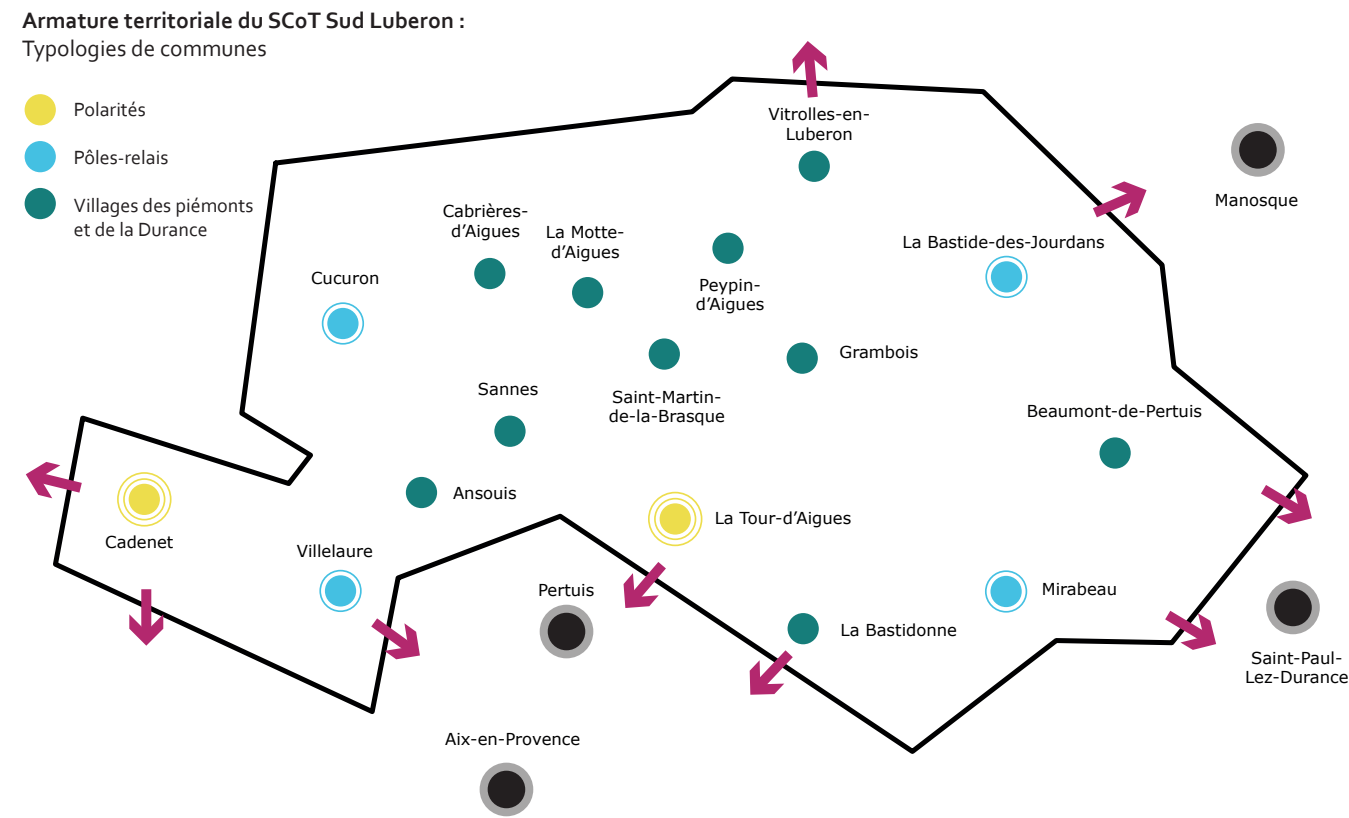 Armature territoriale du SCoT Sud Luberon :
Typologies de communes
Polarités
Pôles-relais
Villages des piémonts
et de la Durance
Vitrolles-en-
Luberon
Manosque
Cabrières-
d’Aigues
La Motte-
d’Aigues
La Bastide-des-Jourdans
Cucuron
Peypin-
d’Aigues
Grambois
Sannes
Saint-Martin-
de-la-Brasque
Beaumont-de-Pertuis
Ansouis
La Tour-d’Aigues
Cadenet
Villelaure
Pertuis
Mirabeau
La Bastidonne
Saint-Paul-
Lez-Durance
Aix-en-Provence